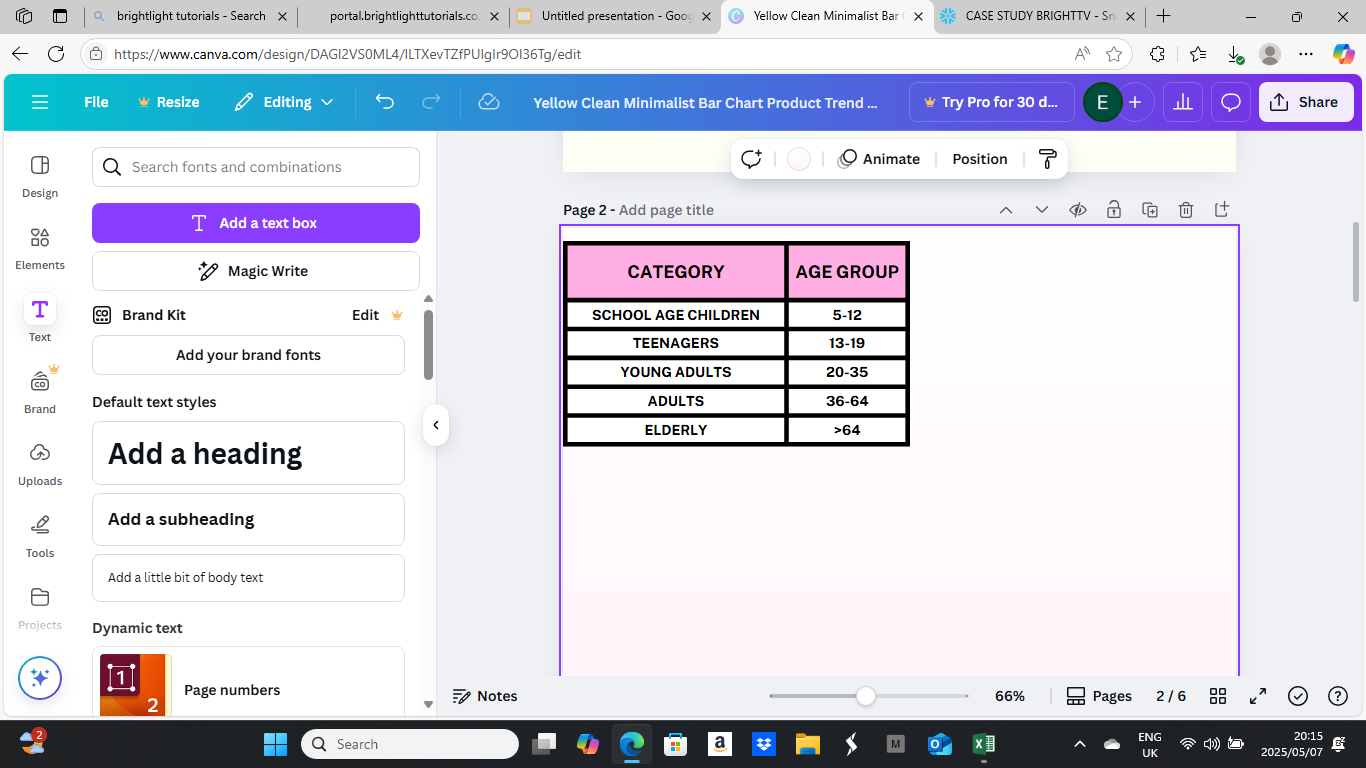 brightlight tutorials - Search
portal.brightlighttutorials.co.
Untitled presentation - Goog
Yellow Clean Minimalist Bar C
CASE STUDY BRIGHTTV - Sn
https://www.canva.com/design/DAGl2VS0ML4/lLTXevTZfPUIgIr9OI36Tg/edit
File
Resize
Editing
Yellow Clean Minimalist Bar Chart Product Trend ...
Try Pro for 30 d...
E
Share
Design
Elements
Text
Brand
Uploads
Tools
Projects
Search fonts and combinations
Add a text box
Magic Write
Brand Kit
Edit
Add your brand fonts
Default text styles
Add a heading
Add a subheading
Add a little bit of body text
Dynamic text
1
2
Page numbers
Animate
Position
Page 2 - Add page title
CATEGORY AGE GROUP
SCHOOL AGE CHILDREN 5-12
TEENAGERS 13-19
YOUNG ADULTS 20-35
ADULTS 36-64
ELDERLY >64
Notes
66%
Pages
2 / 6
2
Search
ENG
UK
20:15
2025/05/07